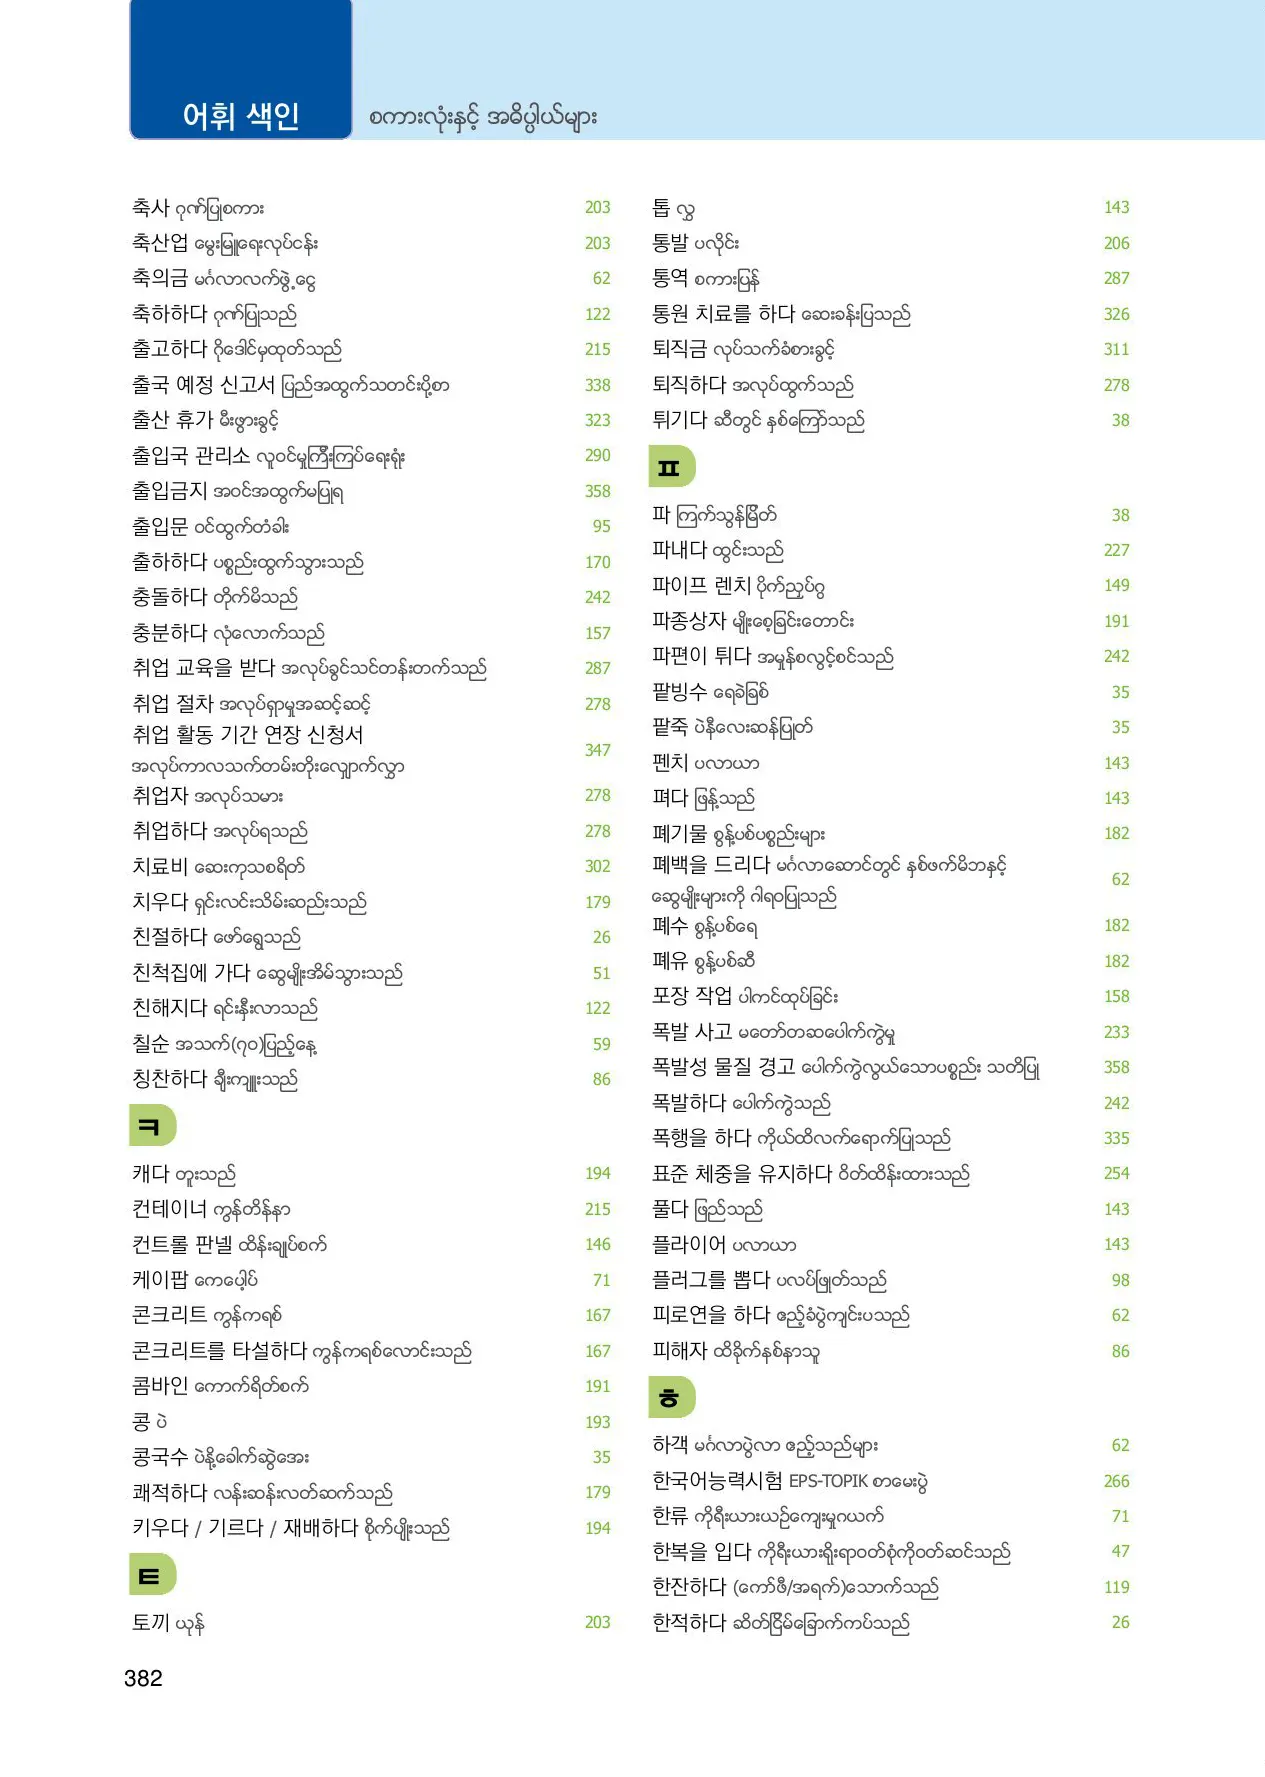 어휘 색인 စကားလုံးနှင့် အဓိပ္ပါယ်များ
축사 ဂုဏ်ပြုစကား 203
축산업 မွေးမြူရေးလုပ်ငန်း 203
축의금 မင်္ဂလာလက်ဖွဲ့ငွေ 62
축하하다 ဂုဏ်ပြုသည် 122
출고하다 ဂိုဒေါင်မှထုတ်သည် 215
출국 예정 신고서 ပြည်အထွက်သတင်းပို့စာ 338
출산 휴가 မီးဖွားခွင့် 323
출입국 관리소 လူဝင်မှုကြီးကြပ်ရေးရုံး 290
출입금지 အဝင်အထွက်မပြုရ 358
출입문 ဝင်ထွက်တံခါး 95
출하하다 ပစ္စည်းထွက်သွားသည် 170
충돌하다 တိုက်မိသည် 242
충분하다 လုံလောက်သည် 157
취업 교육을 받다 အလုပ်ခွင်သင်တန်းတက်သည် 287
취업 절차 အလုပ်ရှာမှုအဆင့်ဆင့် 278
취업 활동 기간 연장 신청서
အလုပ်ကာလသက်တမ်းတိုးလျှောက်လွှာ 347
취업자 အလုပ်သမား 278
취업하다 အလုပ်ရသည် 278
치료비 ဆေးကုသစရိတ် 302
치우다 ရှင်းလင်းသိမ်းဆည်းသည် 179
친절하다 ဖော်ရွေသည် 26
친척집에 가다 ဆွေမျိုးအိမ်သွားသည် 51
친해지다 ရင်းနှီးလာသည် 122
칠순 အသက်(၇၀)ပြည့်နေ့ 59
칭찬하다 ချီးကျူးသည် 86
ㅋ
캐다 တူးသည် 194
컨테이너 ကွန်တိန်နာ 215
컨트롤 판넬 ထိန်းချုပ်စက် 146
케이팝 ကေပေါ့ပ် 71
콘크리트 ကွန်ကရစ် 167
콘크리트를 타설하다 ကွန်ကရစ်လောင်းသည် 167
콤바인 ကောက်ရိတ်စက် 191
콩 ပဲ 193
콩국수 ပဲနို့ခေါက်ဆွဲအေး 35
쾌적하다 လန်းဆန်းလတ်ဆက်သည် 179
키우다 / 기르다 / 재배하다 စိုက်ပျိုးသည် 194
ㅌ
토끼 ယုန် 203
톱 လွှ 143
통발 ပလိုင်း 206
통역 စကားပြန် 287
통원 치료를 하다 ဆေးခန်းပြသည် 326
퇴직금 လုပ်သက်ခံစားခွင့် 311
퇴직하다 အလုပ်ထွက်သည် 278
튀기다 ဆီတွင် နှစ်ကြော်သည် 38
ㅍ
파 ကြက်သွန်မြိတ် 38
파내다 ထွင်းသည် 227
파이프 렌치 ပိုက်ညှပ်ဂွ 149
파종상자 မျိုးစေ့ခြင်းတောင်း 191
파편이 튀다 အမှုန်စလွင့်စင်သည် 242
팥빙수 ရေခဲခြစ် 35
팥죽 ပဲနီလေးဆန်ပြုတ် 35
펜치 ပလာယာ 143
펴다 ဖြန့်သည် 143
폐기물 စွန့်ပစ်ပစ္စည်းများ 182
폐백을 드리다 မင်္ဂလာဆောင်တွင် နှစ်ဖက်မိဘနှင့်
ဆွေမျိုးများကို ဂါရဝပြုသည် 62
폐수 စွန့်ပစ်ရေ 182
폐유 စွန့်ပစ်ဆီ 182
포장 작업 ပါကင်ထုပ်ခြင်း 158
폭발 사고 မတော်တဆပေါက်ကွဲမှု 233
폭발성 물질 경고 ပေါက်ကွဲလွယ်သောပစ္စည်း သတိပြု 358
폭발하다 ပေါက်ကွဲသည် 242
폭행을 하다 ကိုယ်ထိလက်ရောက်ပြုသည် 335
표준 체중을 유지하다 ဝိတ်ထိန်းထားသည် 254
풀다 ဖြည်သည် 143
플라이어 ပလာယာ 143
플러그를 뽑다 ပလပ်ဖြုတ်သည် 98
피로연을 하다 ဧည့်ခံပွဲကျင်းပသည် 62
피해자 ထိခိုက်နစ်နာသူ 86
ㅎ
하객 မင်္ဂလာပွဲလာ ဧည့်သည်များ 62
한국어능력시험 EPS-TOPIK စာမေးပွဲ 266
한류 ကိုရီးယားယဉ်ကျေးမှုဂယက် 71
한복을 입다 ကိုရီးယားရိုးရာဝတ်စုံကိုဝတ်ဆင်သည် 47
한잔하다 (ကော်ဖီ/အရက်)သောက်သည် 119
한적하다 ဆိတ်ငြိမ်ခြောက်ကပ်သည် 26
382